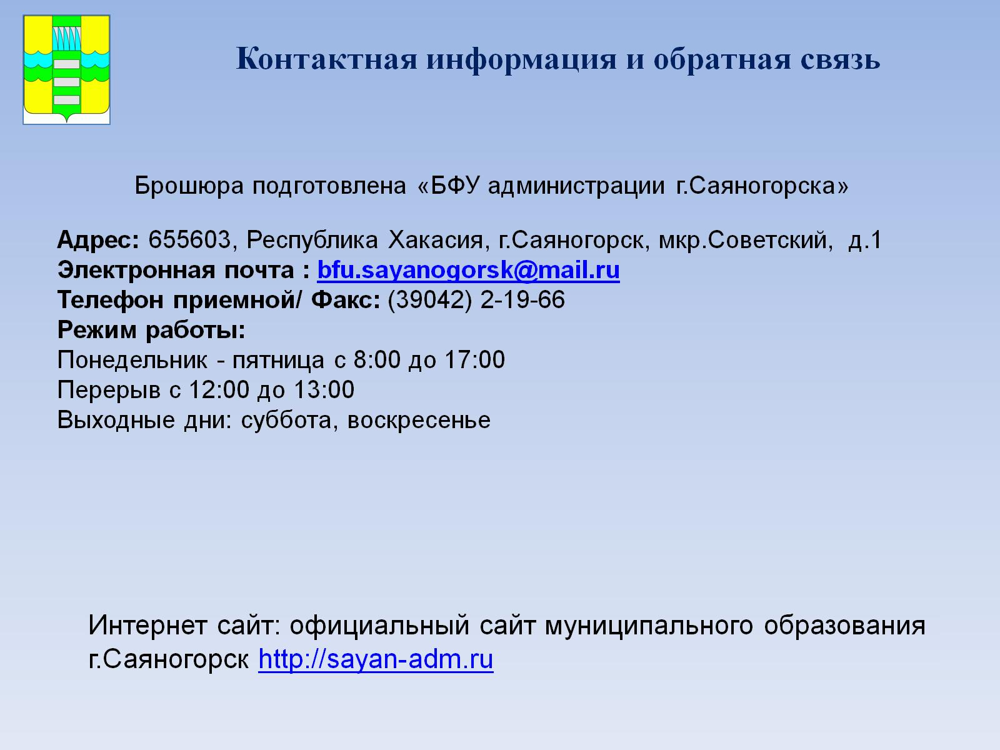 Контактная информация и обратная связь
Брошюра подготовлена «БФУ администрации г.Саяногорска»
Адрес: 655603, Республика Хакасия, г.Саяногорск, мкр.Советский, д.1
Электронная почта : bfu.sayanogorsk@mail.ru
Телефон приемной/ Факс: (39042) 2-19-66
Режим работы:
Понедельник - пятница с 8:00 до 17:00
Перерыв с 12:00 до 13:00
Выходные дни: суббота, воскресенье
Интернет сайт: официальный сайт муниципального образования
г.Саяногорск http://sayan-adm.ru